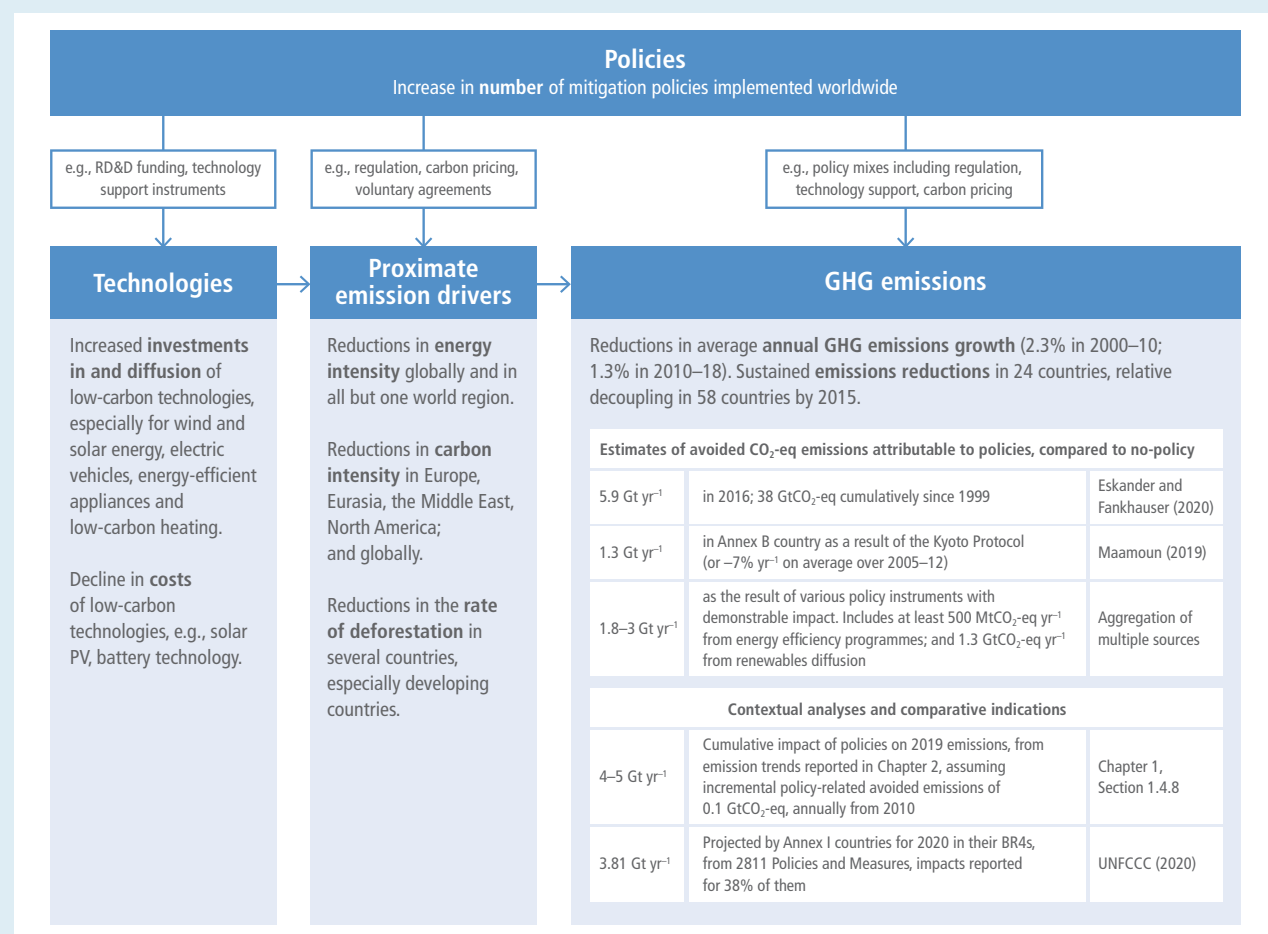 Policies
Increase in number of mitigation policies implemented worldwide
e.g., RD&D funding, technology
support instruments
e.g., regulation, carbon pricing,
voluntary agreements
e.g., policy mixes including regulation,
technology support, carbon pricing
Technologies
Increased investments
in and diffusion of
low-carbon technologies,
especially for wind and
solar energy, electric
vehicles, energy-efficient
appliances and
low-carbon heating.
Decline in costs
of low-carbon
technologies, e.g., solar
PV, battery technology.
Proximate
emission drivers
Reductions in energy
intensity globally and in
all but one world region.
Reductions in carbon
intensity in Europe,
Eurasia, the Middle East,
North America;
and globally.
Reductions in the rate
of deforestation in
several countries,
especially developing
countries.
GHG emissions
Reductions in average annual GHG emissions growth (2.3% in 2000–10;
1.3% in 2010–18). Sustained emissions reductions in 24 countries, relative
decoupling in 58 countries by 2015.
Estimates of avoided CO₂-eq emissions attributable to policies, compared to no-policy
5.9 Gt yr⁻¹
in 2016; 38 GtCO₂-eq cumulatively since 1999
Eskander and
Fankhauser (2020)
1.3 Gt yr⁻¹
in Annex B country as a result of the Kyoto Protocol
(or –7% yr⁻¹ on average over 2005–12)
Maamoun (2019)
1.8–3 Gt yr⁻¹
as the result of various policy instruments with
demonstrable impact. Includes at least 500 MtCO₂-eq yr⁻¹
from energy efficiency programmes; and 1.3 GtCO₂-eq yr⁻¹
from renewables diffusion
Aggregation of
multiple sources
Contextual analyses and comparative indications
4–5 Gt yr⁻¹
Cumulative impact of policies on 2019 emissions, from
emission trends reported in Chapter 2, assuming
incremental policy-related avoided emissions of
0.1 GtCO₂-eq, annually from 2010
Chapter 1,
Section 1.4.8
3.81 Gt yr⁻¹
Projected by Annex I countries for 2020 in their BR4s,
from 2811 Policies and Measures, impacts reported
for 38% of them
UNFCCC (2020)